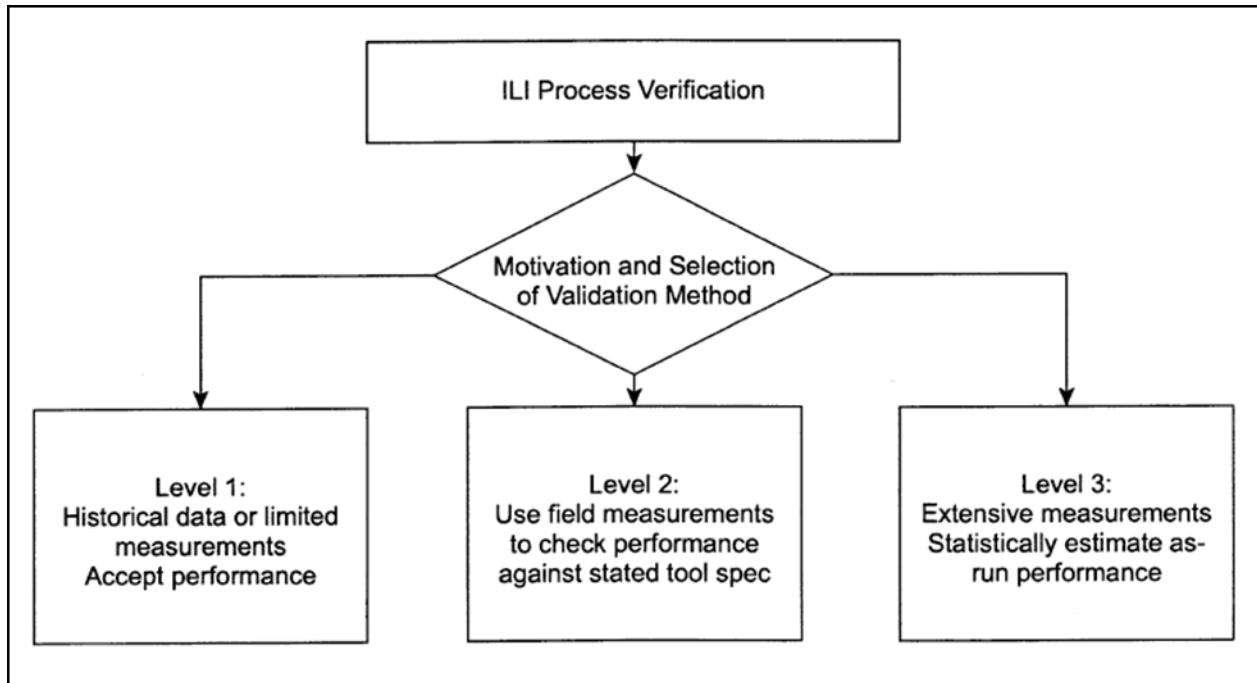 ILI Process Verification
Motivation and Selection
of Validation Method
Level 1:
Historical data or limited
measurements
Accept performance
Level 2:
Use field measurements
to check performance
against stated tool spec
Level 3:
Extensive measurements
Statistically estimate as-
run performance